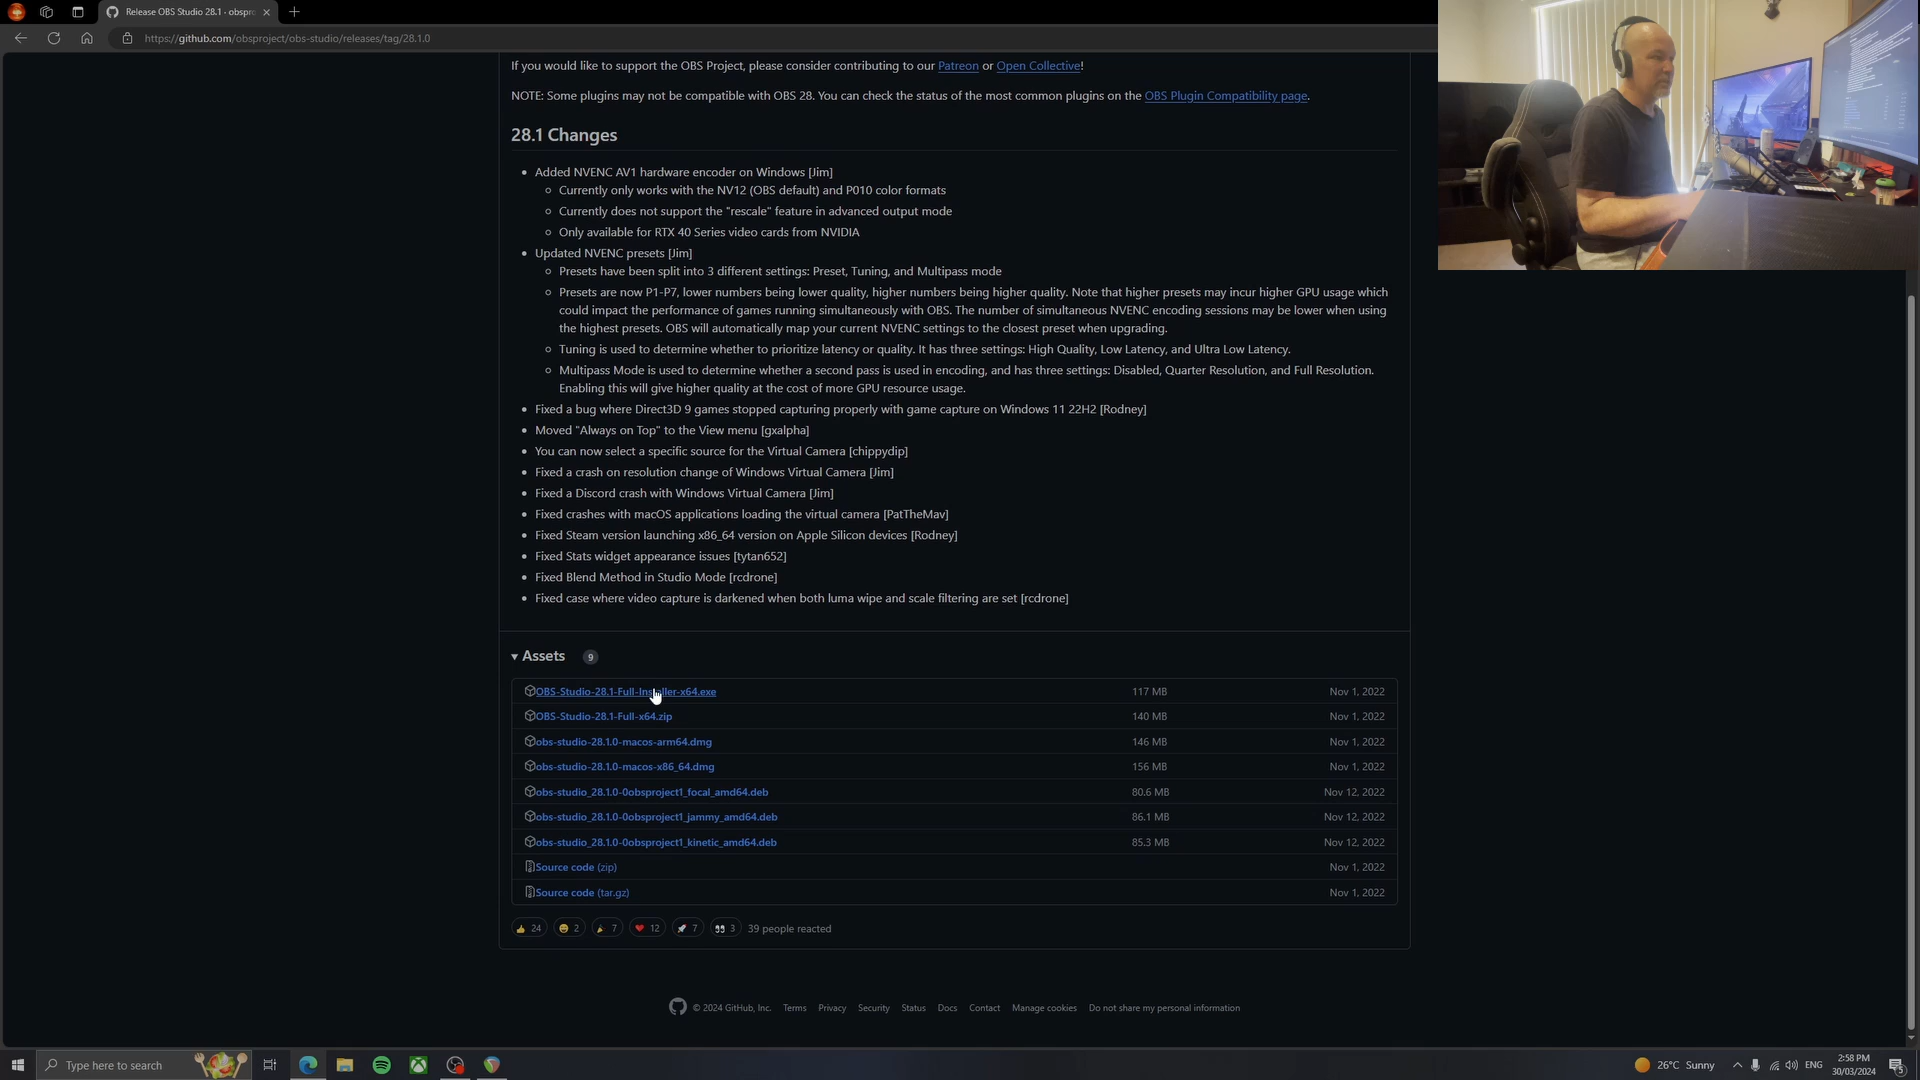 Release OBS Studio 28.1 · obspro
https://github.com/obsproject/obs-studio/releases/tag/28.1.0
If you would like to support the OBS Project, please consider contributing to our Patreon or Open Collective!
NOTE: Some plugins may not be compatible with OBS 28. You can check the status of the most common plugins on the OBS Plugin Compatibility page.
28.1 Changes
Added NVENC AV1 hardware encoder on Windows [Jim]
Currently only works with the NV12 (OBS default) and P010 color formats
Currently does not support the "rescale" feature in advanced output mode
Only available for RTX 40 Series video cards from NVIDIA
Updated NVENC presets [Jim]
Presets have been split into 3 different settings: Preset, Tuning, and Multipass mode
Presets are now P1-P7, lower numbers being lower quality, higher numbers being higher quality. Note that higher presets may incur higher GPU usage which
could impact the performance of games running simultaneously with OBS. The number of simultaneous NVENC encoding sessions may be lower when using
the highest presets. OBS will automatically map your current NVENC settings to the closest preset when upgrading.
Tuning is used to determine whether to prioritize latency or quality. It has three settings: High Quality, Low Latency, and Ultra Low Latency.
Multipass Mode is used to determine whether a second pass is used in encoding, and has three settings: Disabled, Quarter Resolution, and Full Resolution.
Enabling this will give higher quality at the cost of more GPU resource usage.
Fixed a bug where Direct3D 9 games stopped capturing properly with game capture on Windows 11 22H2 [Rodney]
Moved "Always on Top" to the View menu [gxalpha]
You can now select a specific source for the Virtual Camera [chippydip]
Fixed a crash on resolution change of Windows Virtual Camera [Jim]
Fixed a Discord crash with Windows Virtual Camera [Jim]
Fixed crashes with macOS applications loading the virtual camera [PatTheMav]
Fixed Steam version launching x86_64 version on Apple Silicon devices [Rodney]
Fixed Stats widget appearance issues [tytan652]
Fixed Blend Method in Studio Mode [rcdrone]
Fixed case where video capture is darkened when both luma wipe and scale filtering are set [rcdrone]
Assets 9
OBS-Studio-28.1-Full-Installer-x64.exe 117 MB Nov 1, 2022
OBS-Studio-28.1-Full-x64.zip 140 MB Nov 1, 2022
obs-studio-28.1.0-macos-arm64.dmg 146 MB Nov 1, 2022
obs-studio-28.1.0-macos-x86_64.dmg 156 MB Nov 1, 2022
obs-studio_28.1.0-0obsproject1_focal_amd64.deb 80.6 MB Nov 12, 2022
obs-studio_28.1.0-0obsproject1_jammy_amd64.deb 86.1 MB Nov 12, 2022
obs-studio_28.1.0-0obsproject1_kinetic_amd64.deb 85.3 MB Nov 12, 2022
Source code (zip) Nov 1, 2022
Source code (tar.gz) Nov 1, 2022
24 2 7 12 7 3 39 people reacted
© 2024 GitHub, Inc. Terms Privacy Security Status Docs Contact Manage cookies Do not share my personal information
Type here to search 26°C Sunny ENG 2:58 PM
30/03/2024 5